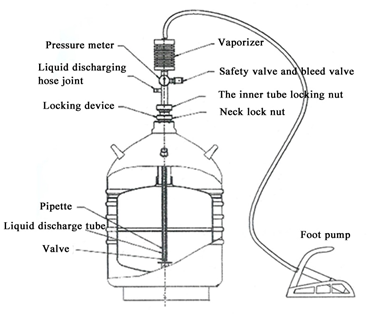 Pressure meter
Vaporizer
Liquid discharging
hose joint
Safety valve and bleed valve
The inner tube locking nut
Locking device
Neck lock nut
Pipette
Liquid discharge tube
Valve
Foot pump